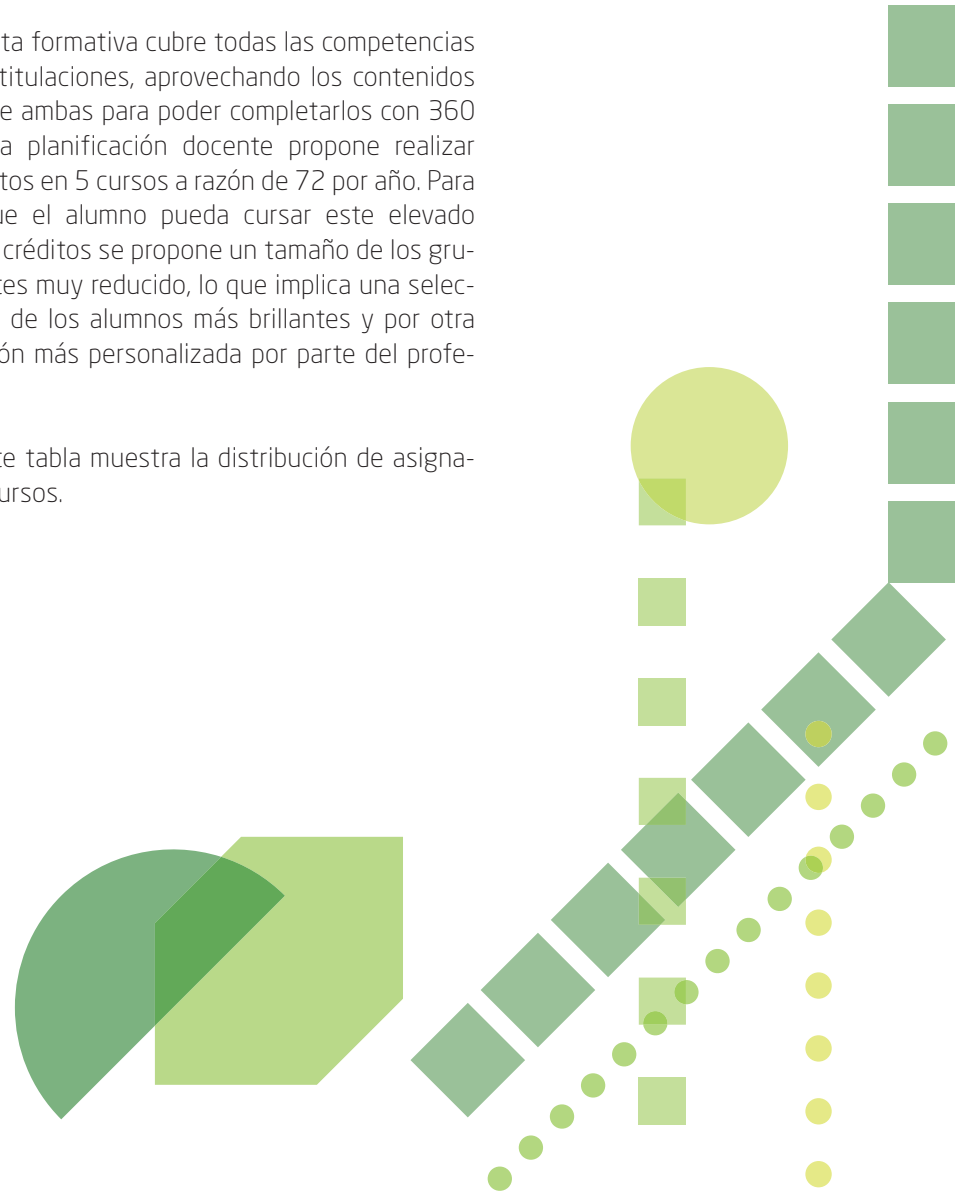 ta formativa cubre todas las competencias
titulaciones, aprovechando los contenidos
e ambas para poder completarlos con 360
a planificación docente propone realizar
tos en 5 cursos a razón de 72 por año. Para
ue el alumno pueda cursar este elevado
créditos se propone un tamaño de los gru-
tes muy reducido, lo que implica una selec-
de los alumnos más brillantes y por otra
ón más personalizada por parte del profe-
te tabla muestra la distribución de asigna-
ursos.